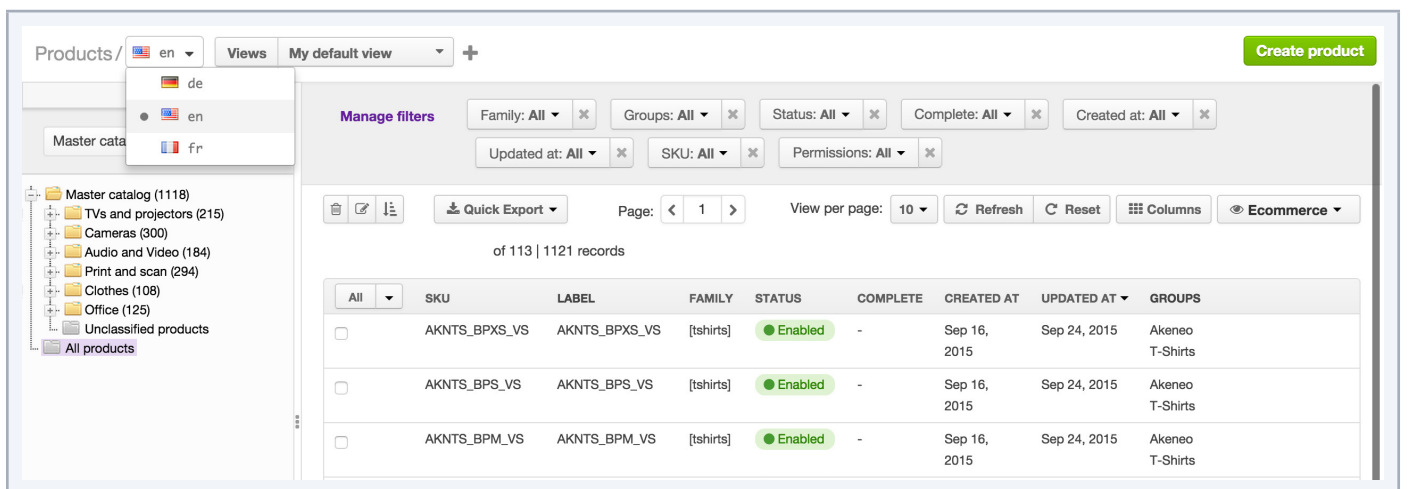 Products / en Views My default view Create product
de
en
fr
Master cata
Manage filters Family: All Groups: All Status: All Complete: All Created at: All
Updated at: All SKU: All Permissions: All
Master catalog (1118)
TVs and projectors (215)
Cameras (300)
Audio and Video (184)
Print and scan (294)
Clothes (108)
Office (125)
Unclassified products
All products
Quick Export Page: 1 View per page: 10 Refresh Reset Columns Ecommerce
of 113 | 1121 records
All SKU LABEL FAMILY STATUS COMPLETE CREATED AT UPDATED AT GROUPS
AKNTS_BPXS_VS AKNTS_BPXS_VS [tshirts] Enabled - Sep 16, Sep 24, 2015 Akeneo
2015 T-Shirts
AKNTS_BPS_VS AKNTS_BPS_VS [tshirts] Enabled - Sep 16, Sep 24, 2015 Akeneo
2015 T-Shirts
AKNTS_BPM_VS AKNTS_BPM_VS [tshirts] Enabled - Sep 16, Sep 24, 2015 Akeneo
2015 T-Shirts